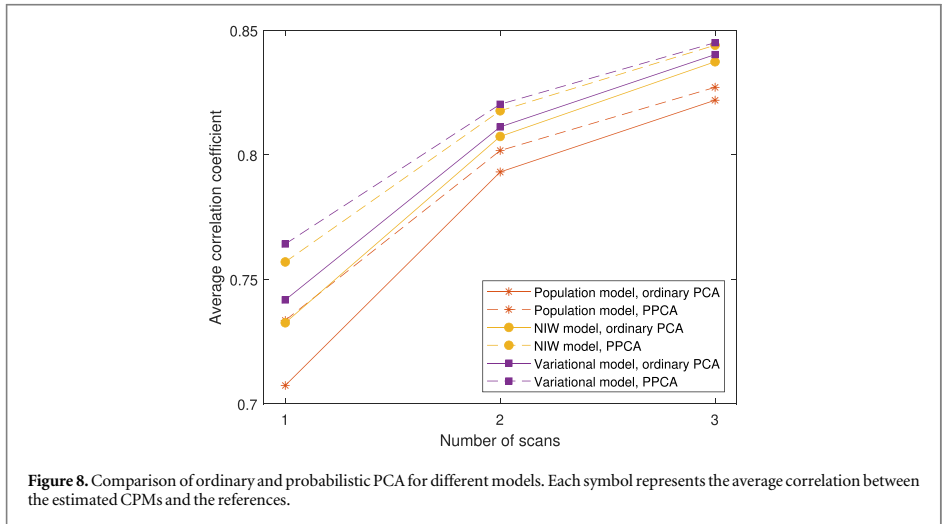 0.85
0.8
0.75
0.7
Average correlation coefficient
1 2 3
Number of scans
Population model, ordinary PCA
Population model, PPCA
NIW model, ordinary PCA
NIW model, PPCA
Variational model, ordinary PCA
Variational model, PPCA
Figure 8. Comparison of ordinary and probabilistic PCA for different models. Each symbol represents the average correlation between
the estimated CPMs and the references.